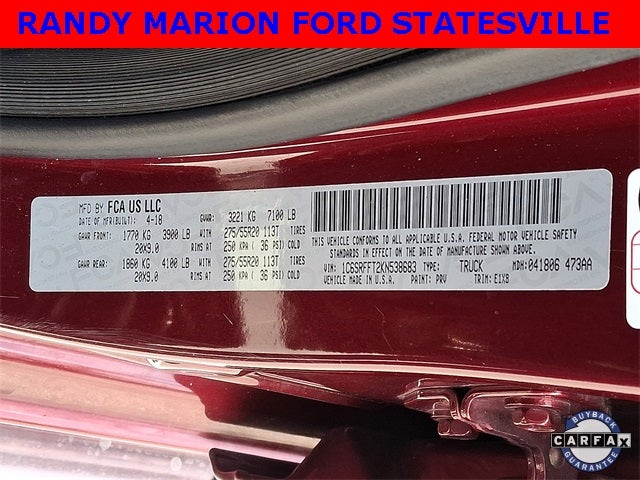 RANDY MARION FORD STATESVILLE
MFD BY FCA US LLC
DATE OF MFR(BUILT): 4-18 GVWR: 3221 KG 7100 LB
GAWR FRONT: 1770 KG 3900 LB WITH 275/55R20 113T TIRES
20X9.0 RIMS AT 250 KPA ( 36 PSI) COLD
GAWR REAR: 1860 KG 4100 LB WITH 275/55R20 113T TIRES
20X9.0 RIMS AT 250 KPA ( 36 PSI) COLD
THIS VEHICLE CONFORMS TO ALL APPLICABLE U.S.A. FEDERAL MOTOR VEHICLE SAFETY
STANDARDS IN EFFECT ON THE DATE OF MANUFACTURE SHOWN ABOVE.
VIN: 1C6SRFFT2KN538683 TYPE: TRUCK MDH: 041806 473AA
VEHICLE MADE IN U.S.A. PAINT: PRV TRIM: E1X8
BUYBACK
CARFAX
GUARANTEE